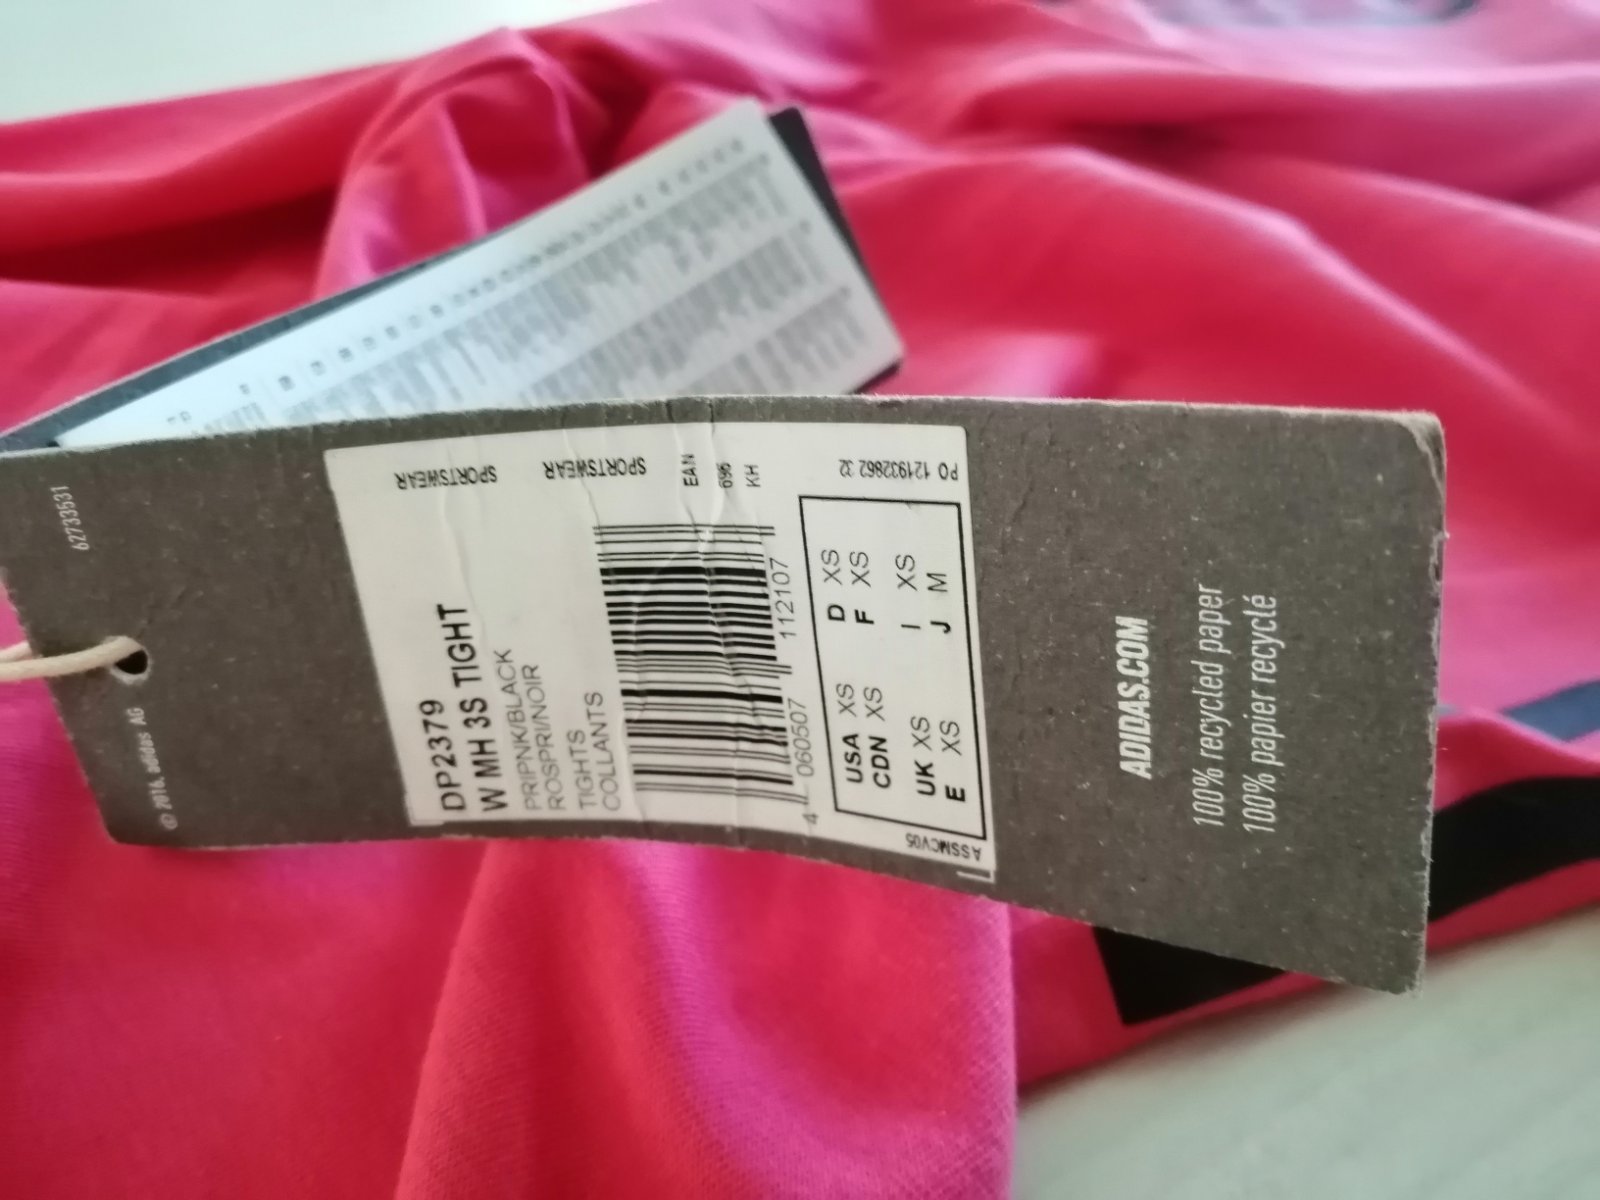 62733531
© 2016, adidas AG
SPORTSWEAR
SPORTSWEAR
DP2379
W MH 3S TIGHT
PRIPNK/BLACK
ROSPRI/NOIR
TIGHTS
COLLANTS
EAN
696
KH
4 060507 112107
PO 121932862 32
USA XS D XS
CDN XS F XS
UK XS I XS
E XS J M
ASSMCV05
ADIDAS.COM
100% recycled paper
100% papier recyclé